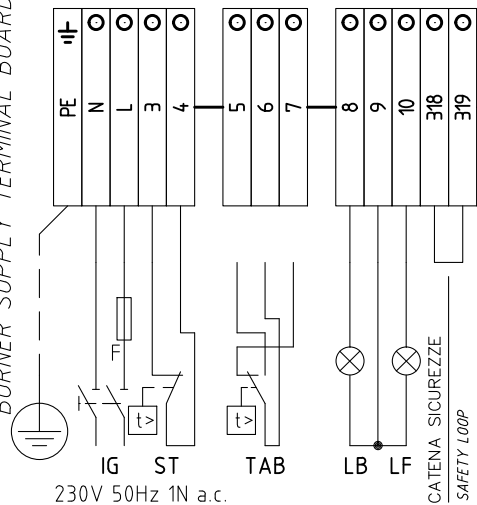 BURNER SUPPLY TERMINAL BOARD
PE N L 3 4 5 6 7 8 9 10 318 319
F
t> t>
IG ST TAB LB LF
230V 50Hz 1N a.c.
CATENA SICUREZZE
SAFETY LOOP